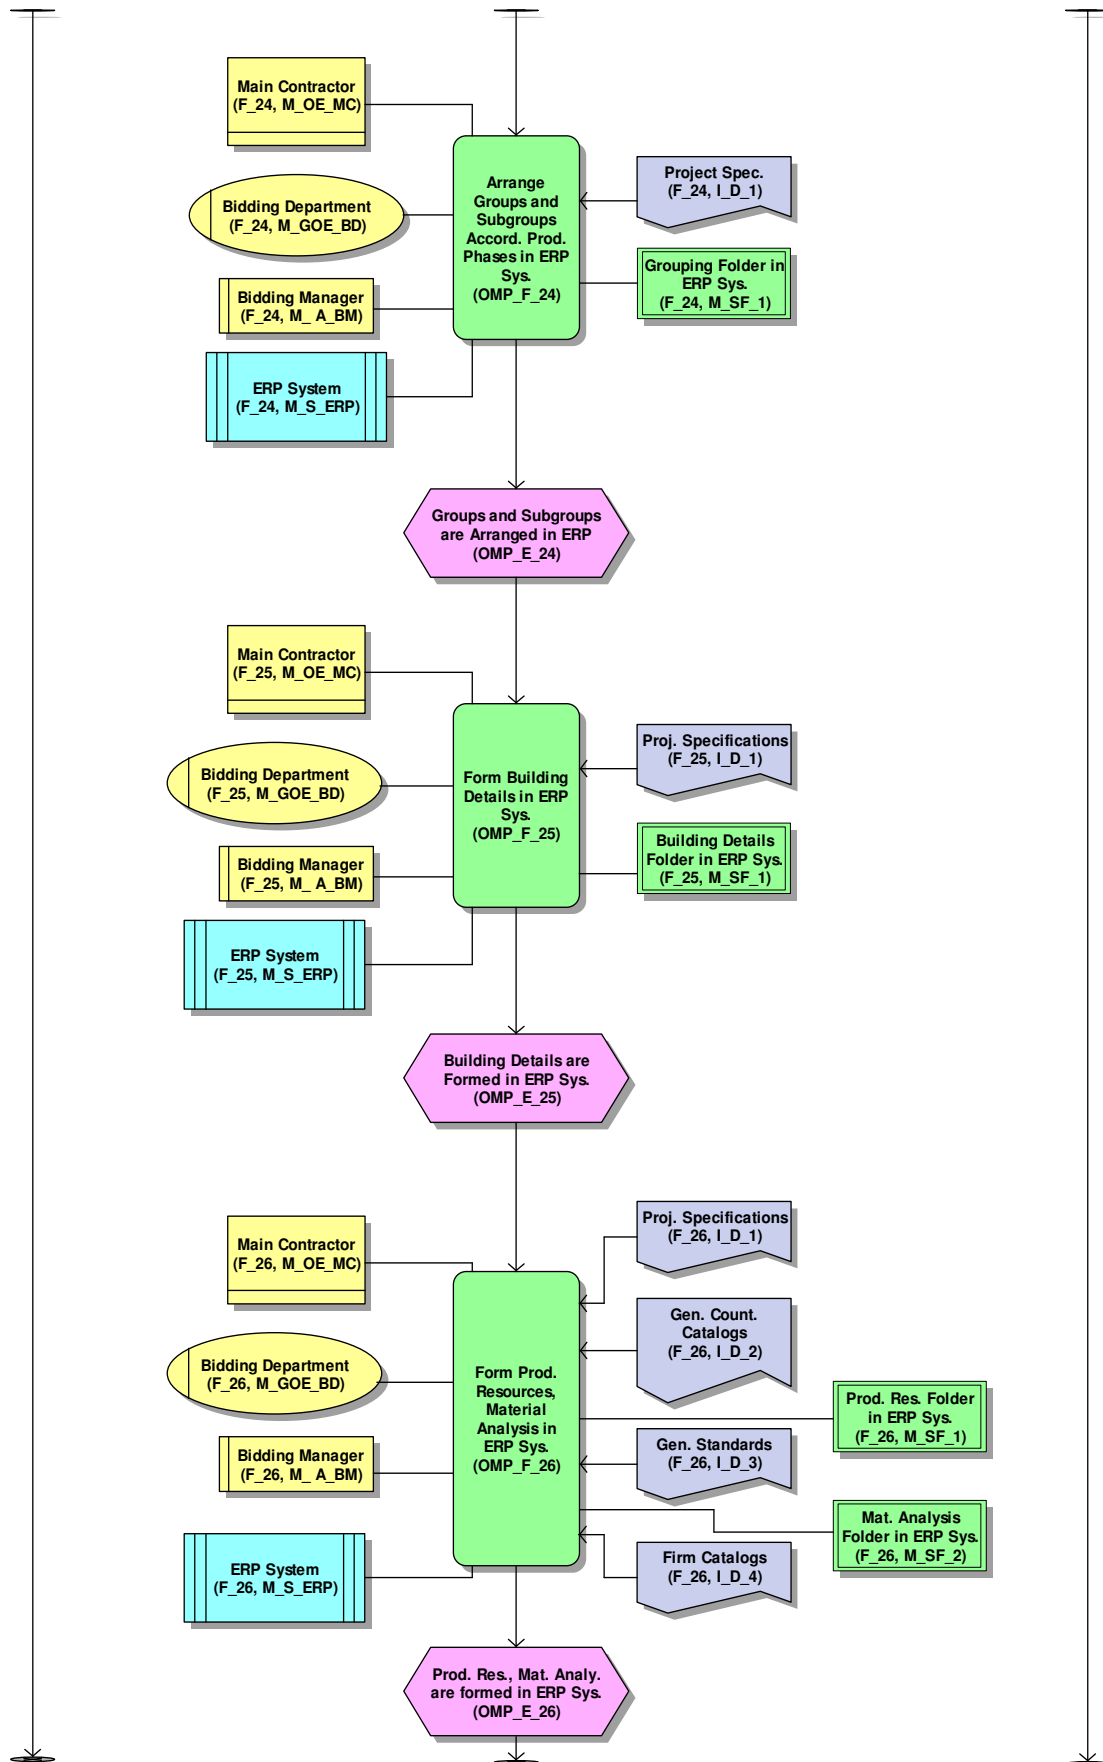 Main Contractor
(F_24, M_OE_MC)
Bidding Department
(F_24, M_GOE_BD)
Bidding Manager
(F_24, M_ A_BM)
ERP System
(F_24, M_S_ERP)
Arrange
Groups and
Subgroups
Accord. Prod.
Phases in ERP
Sys.
(OMP_F_24)
Project Spec.
(F_24, I_D_1)
Grouping Folder in
ERP Sys.
(F_24, M_SF_1)
Groups and Subgroups
are Arranged in ERP
(OMP_E_24)
Main Contractor
(F_25, M_OE_MC)
Bidding Department
(F_25, M_GOE_BD)
Bidding Manager
(F_25, M_ A_BM)
ERP System
(F_25, M_S_ERP)
Form Building
Details in ERP
Sys.
(OMP_F_25)
Proj. Specifications
(F_25, I_D_1)
Building Details
Folder in ERP Sys.
(F_25, M_SF_1)
Building Details are
Formed in ERP Sys.
(OMP_E_25)
Main Contractor
(F_26, M_OE_MC)
Bidding Department
(F_26, M_GOE_BD)
Bidding Manager
(F_26, M_ A_BM)
ERP System
(F_26, M_S_ERP)
Form Prod.
Resources,
Material
Analysis in
ERP Sys.
(OMP_F_26)
Proj. Specifications
(F_26, I_D_1)
Gen. Count.
Catalogs
(F_26, I_D_2)
Gen. Standards
(F_26, I_D_3)
Firm Catalogs
(F_26, I_D_4)
Prod. Res. Folder
in ERP Sys.
(F_26, M_SF_1)
Mat. Analysis
Folder in ERP Sys.
(F_26, M_SF_2)
Prod. Res., Mat. Analy.
are formed in ERP Sys.
(OMP_E_26)